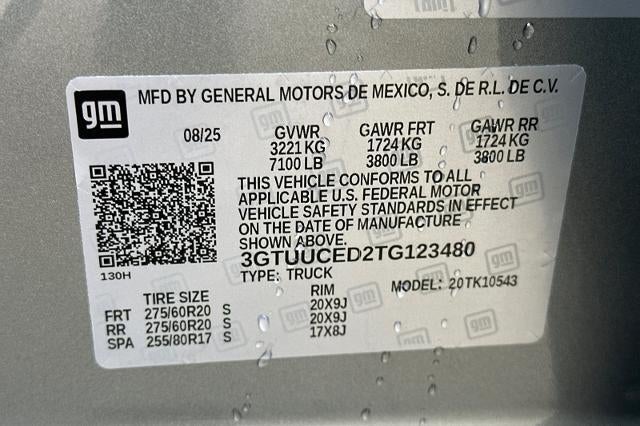 gm MFD BY GENERAL MOTORS DE MEXICO, S. DE R.L. DE C.V.
08/25 GVWR GAWR FRT GAWR RR
3221 KG 1724 KG 1724 KG
7100 LB 3800 LB 3800 LB
THIS VEHICLE CONFORMS TO ALL
APPLICABLE U.S. FEDERAL MOTOR
VEHICLE SAFETY STANDARDS IN EFFECT
ON THE DATE OF MANUFACTURE
SHOWN ABOVE.
3GTUUCED2TG123480
130H TYPE: TRUCK MODEL: 20TK10543
TIRE SIZE RIM
FRT 275/60R20 S 20X9J
RR 275/60R20 S 20X9J
SPA 255/80R17 S 17X8J